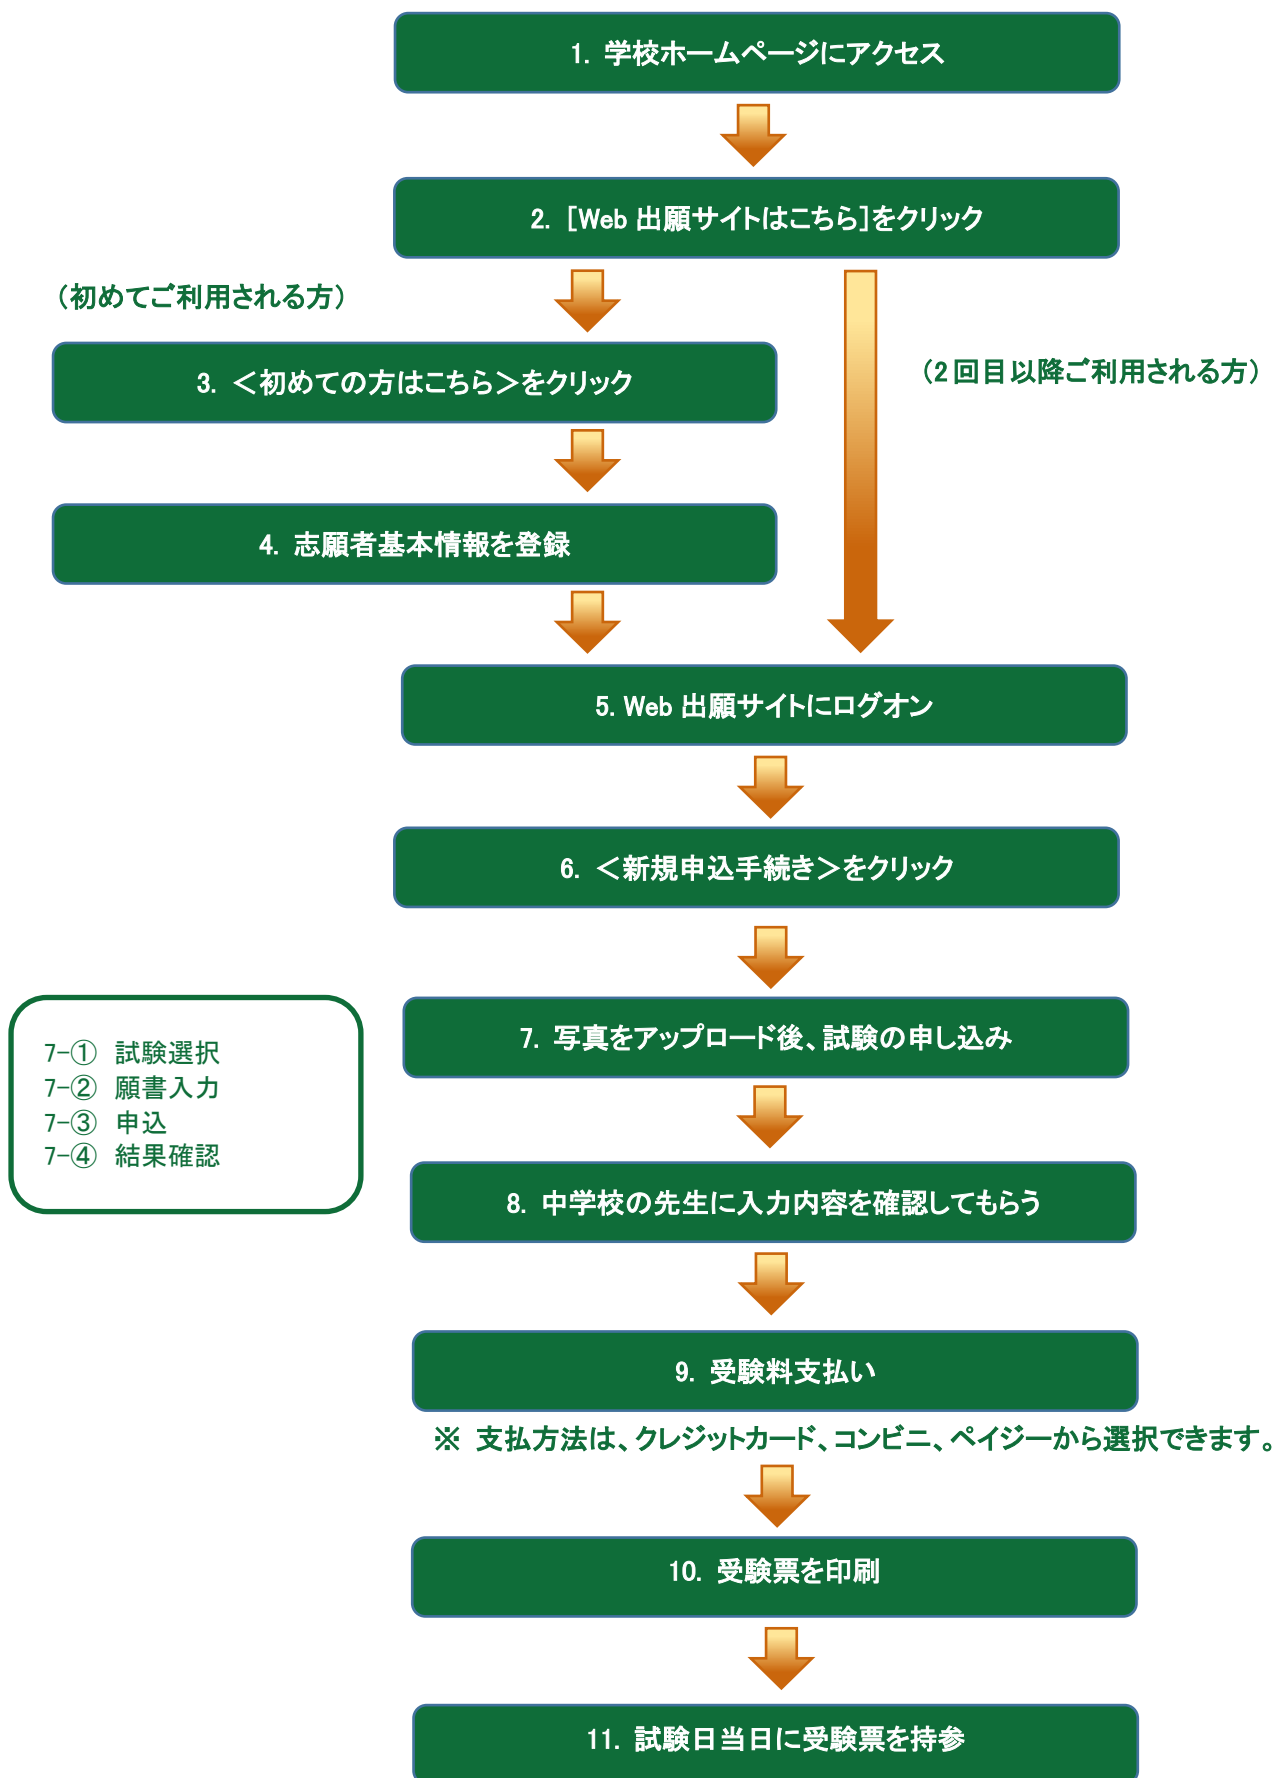 1. 学校ホームページにアクセス
2. [Web 出願サイトはこちら]をクリック
(初めてご利用される方)
3. <初めての方はこちら>をクリック
(2回目以降ご利用される方)
4. 志願者基本情報を登録
5. Web 出願サイトにログオン
6. <新規申込手続き>をクリック
7. 写真をアップロード後、試験の申し込み
7-① 試験選択
7-② 願書入力
7-③ 申込
7-④ 結果確認
8. 中学校の先生に入力内容を確認してもらう
9. 受験料支払い
※ 支払方法は、クレジットカード、コンビニ、ペイジーから選択できます。
10. 受験票を印刷
11. 試験日当日に受験票を持参